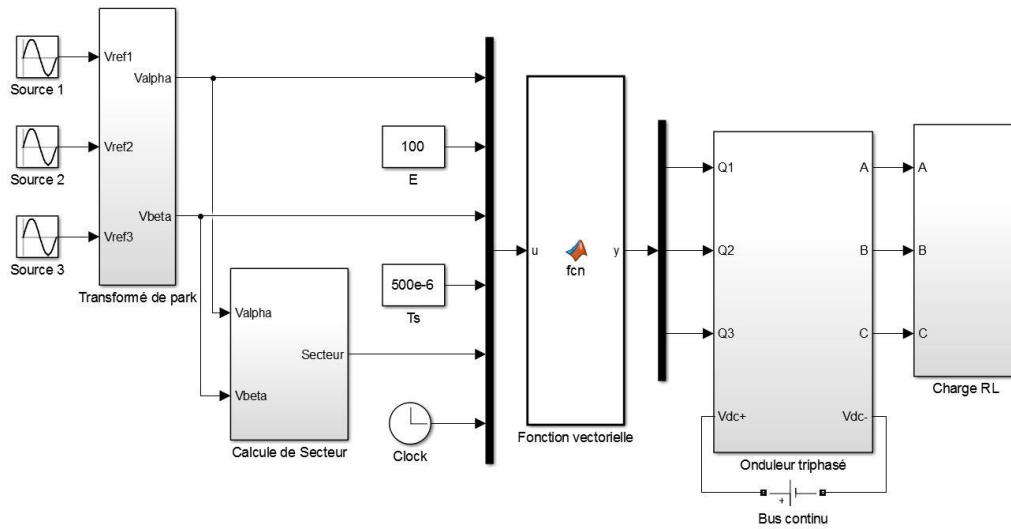 Source 1
Source 2
Source 3
Vref1
Vref2
Vref3
Valpha
Vbeta
Transformé de park
Valpha
Vbeta
Secteur
Calcule de Secteur
100
E
500e-6
Ts
Clock
u
fcn
y
Fonction vectorielle
Q1
Q2
Q3
A
B
C
Vdc+
Vdc-
Onduleur triphasé
+
Bus continu
A
B
C
Charge RL